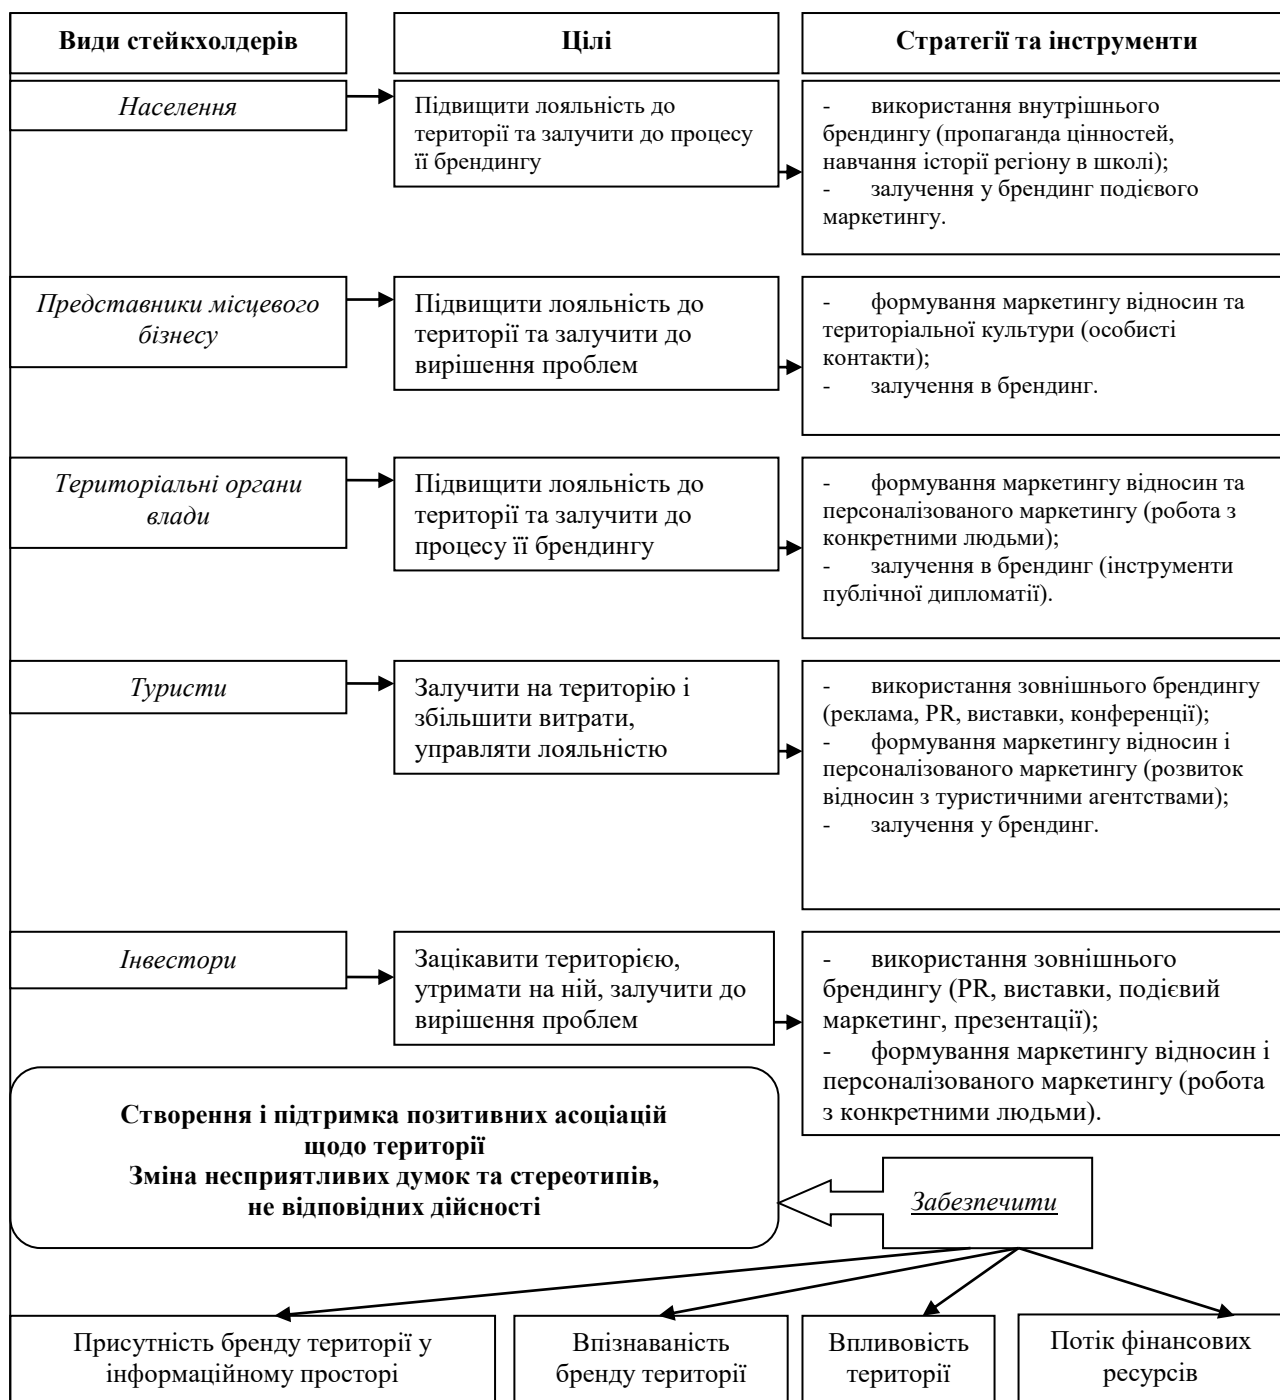 Види стейкхолдерів
Цілі
Стратегії та інструменти
Населення
Підвищити лояльність до
території та залучити до процесу
її брендингу
- використання внутрішнього
брендингу (пропаганда цінностей,
навчання історії регіону в школі);
- залучення у брендинг подієвого
маркетингу.
Представники місцевого
бізнесу
Підвищити лояльність до
території та залучити до
вирішення проблем
- формування маркетингу відносин та
територіальної культури (особисті
контакти);
- залучення в брендинг.
Територіальні органи
влади
Підвищити лояльність до
території та залучити до
процесу її брендингу
- формування маркетингу відносин та
персоналізованого маркетингу (робота з
конкретними людьми);
- залучення в брендинг (інструменти
публічної дипломатії).
Туристи
Залучити на територію і
збільшити витрати,
управляти лояльністю
- використання зовнішнього брендингу
(реклама, PR, виставки, конференції);
- формування маркетингу відносин і
персоналізованого маркетингу (розвиток
відносин з туристичними агентствами);
- залучення у брендинг.
Інвестори
Зацікавити територією,
утримати на ній, залучити до
вирішення проблем
- використання зовнішнього
брендингу (PR, виставки, подієвий
маркетинг, презентації);
- формування маркетингу відносин і
персоналізованого маркетингу (робота
з конкретними людьми).
Створення і підтримка позитивних асоціацій
щодо території
Зміна несприятливих думок та стереотипів,
не відповідних дійсності
Забезпечити
Присутність бренду території у
інформаційному просторі
Впізнаваність
бренду території
Впливовість
території
Потік фінансових
ресурсів